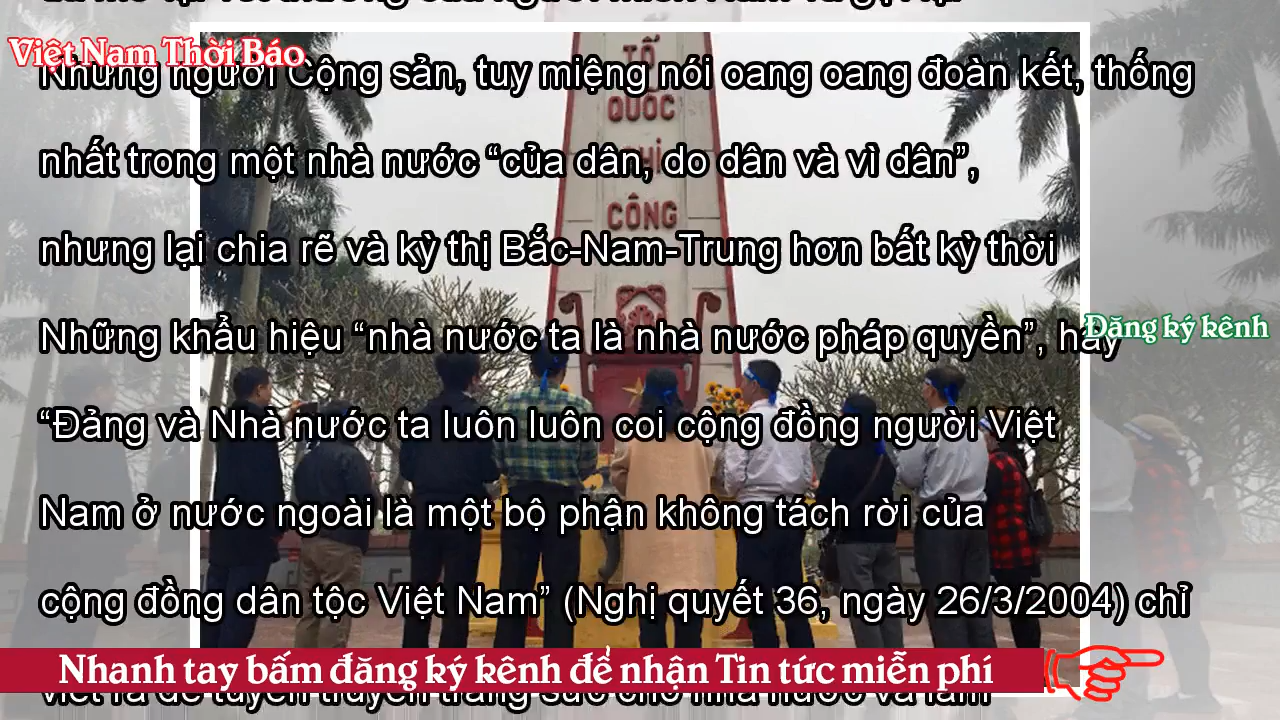 Việt Nam Thời Báo
Những người Cộng sản, tuy miệng nói oang oang đoàn kết, thống
nhất trong một nhà nước “của dân, do dân và vì dân”,
nhưng lại chia rẽ và kỳ thị Bắc-Nam-Trung hơn bất kỳ thời
Những khẩu hiệu “nhà nước ta là nhà nước pháp quyền”, hay
Đăng ký kênh
“Đảng và Nhà nước ta luôn luôn coi cộng đồng người Việt
Nam ở nước ngoài là một bộ phận không tách rời của
cộng đồng dân tộc Việt Nam” (Nghị quyết 36, ngày 26/3/2004) chỉ
Nhanh tay bấm đăng ký kênh để nhận Tin tức miễn phí
TỔ
QUỐC
GHI
CÔNG